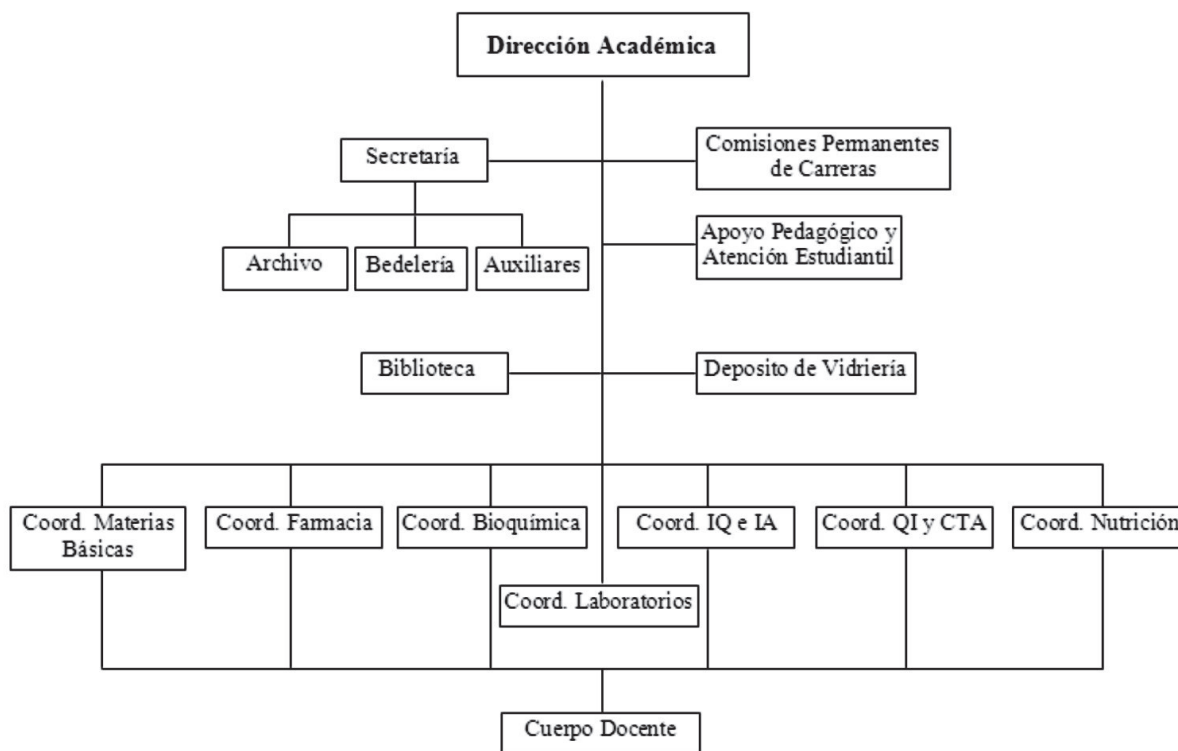 Dirección Académica
Secretaría
Comisiones Permanentes
de Carreras
Archivo
Bedelería
Auxiliares
Apoyo Pedagógico y
Atención Estudiantil
Biblioteca
Deposito de Vidriería
Coord. Materias
Básicas
Coord. Farmacia
Coord. Bioquímica
Coord. IQ e IA
Coord. QI y CTA
Coord. Nutrición
Coord. Laboratorios
Cuerpo Docente